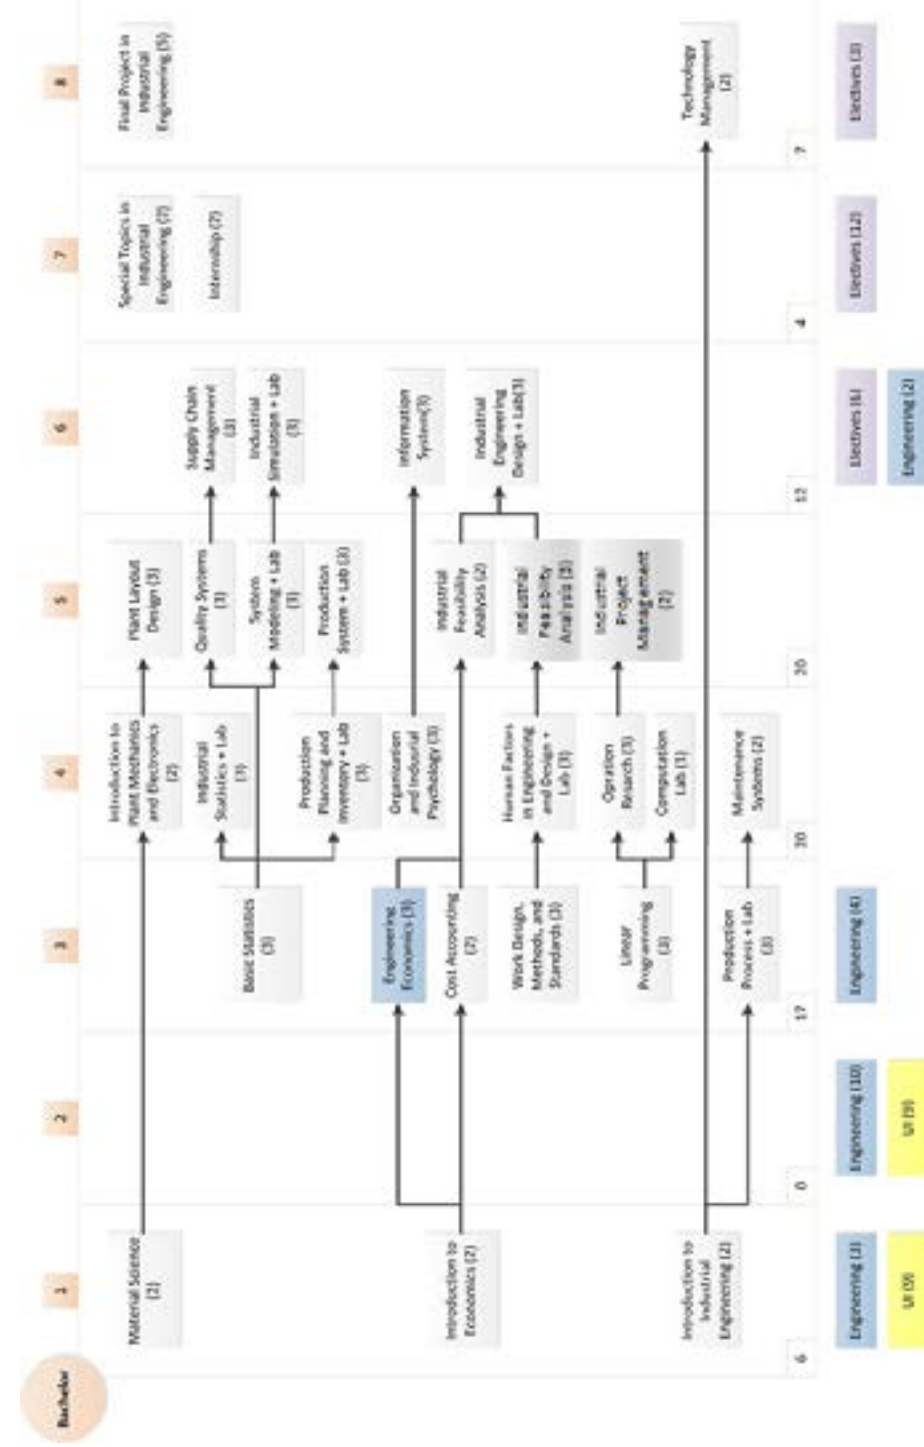 Bachelor
1
2
3
4
5
6
7
8
Material Science
(2)
Introduction to
Economics (2)
Introduction to
Industrial
Engineering (2)
6
Engineering (3)
UI (9)
0
Engineering (10)
UI (9)
Basic Statistics
(3)
Engineering
Economics (3)
Cost Accounting
(2)
Work Design,
Methods, and
Standards (3)
Linear
Programming
(3)
Production
Process + Lab
(3)
17
Engineering (4)
Introduction to
Plant Mechanics
and Electronics
(2)
Industrial
Statistics + Lab
(3)
Production
Planning and
Inventory + Lab
(3)
Organization
and Indusrial
Psychology (3)
Human Factors
in Engineering
and Design +
Lab (3)
Opration
Research (3)
Computation
Lab (1)
Maintenance
Systems (2)
20
Plant Layout
Design (3)
Quality Systems
(3)
System
Modeling + Lab
(3)
Production
System + Lab (3)
Industrial
Feasibility
Analysis (2)
Industrial
Feasibility
Analysis (3)
Industrial
Project
Management
(2)
20
Supply Chain
Management
(3)
Industrial
Simulation + Lab
(3)
Information
System(3)
Industrial
Engineering
Design + Lab(3)
12
Electives (6)
Engineering (2)
Special Topics in
Industrial
Engineering (2)
Internship (2)
4
Electives (12)
Final Project in
Industrial
Engineering (5)
Technology
Management
(2)
7
Electives (3)